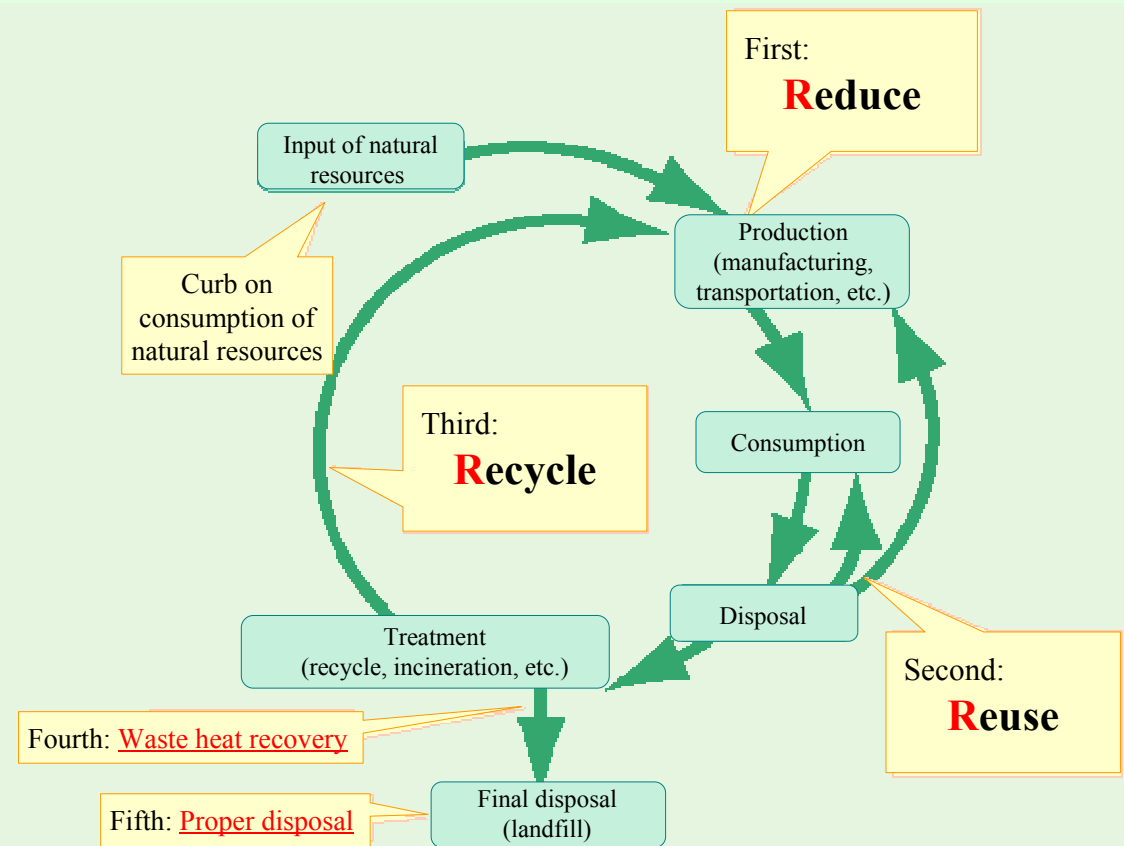 First:
Reduce
Input of natural
resources
Production
(manufacturing,
transportation, etc.)
Curb on
consumption of
natural resources
Third:
Recycle
Consumption
Disposal
Second:
Reuse
Treatment
(recycle, incineration, etc.)
Fourth: Waste heat recovery
Final disposal
(landfill)
Fifth: Proper disposal